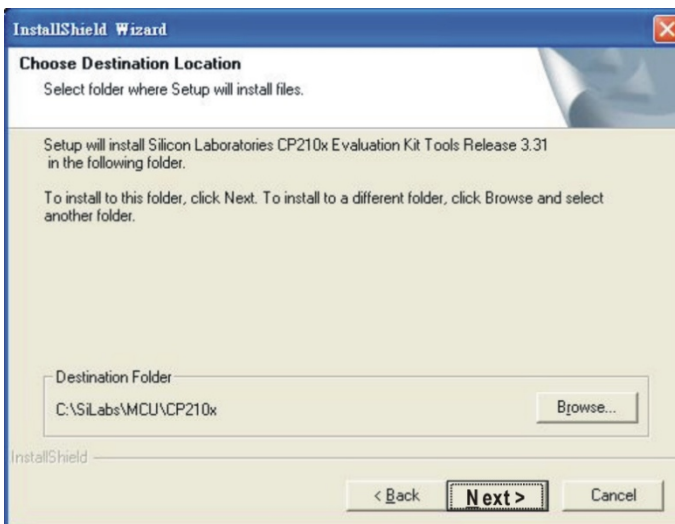 InstallShield Wizard
Choose Destination Location
Select folder where Setup will install files.
Setup will install Silicon Laboratories CP210x Evaluation Kit Tools Release 3.31
in the following folder.
To install to this folder, click Next. To install to a different folder, click Browse and select
another folder.
Destination Folder
C:\SiLabs\MCU\CP210x
Browse...
InstallShield
< Back
Next >
Cancel